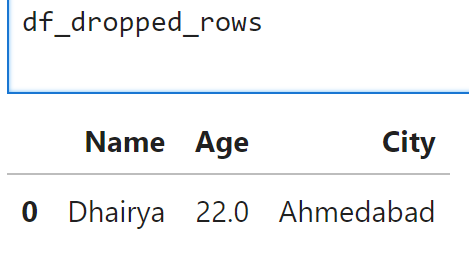 df_dropped_rows
Name Age City
0 Dhairya 22.0 Ahmedabad